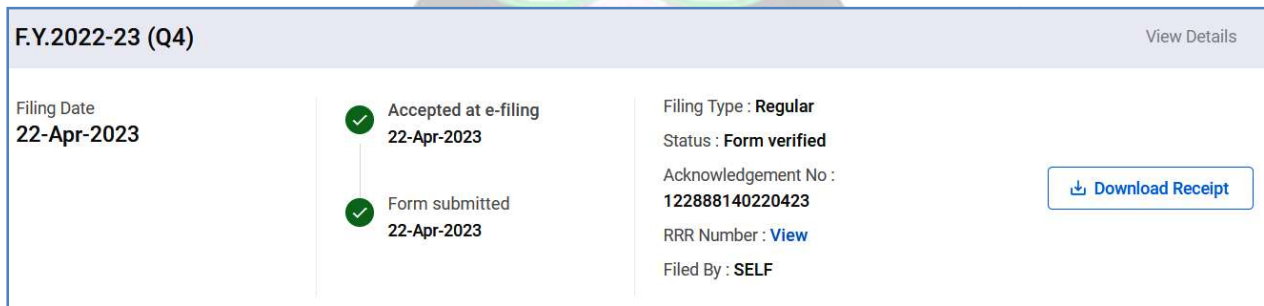 F.Y.2022-23 (Q4)
View Details
Filing Date
22-Apr-2023
Accepted at e-filing
22-Apr-2023
Form submitted
22-Apr-2023
Filing Type : Regular
Status : Form verified
Acknowledgement No :
122888140220423
RRR Number : View
Filed By : SELF
Download Receipt